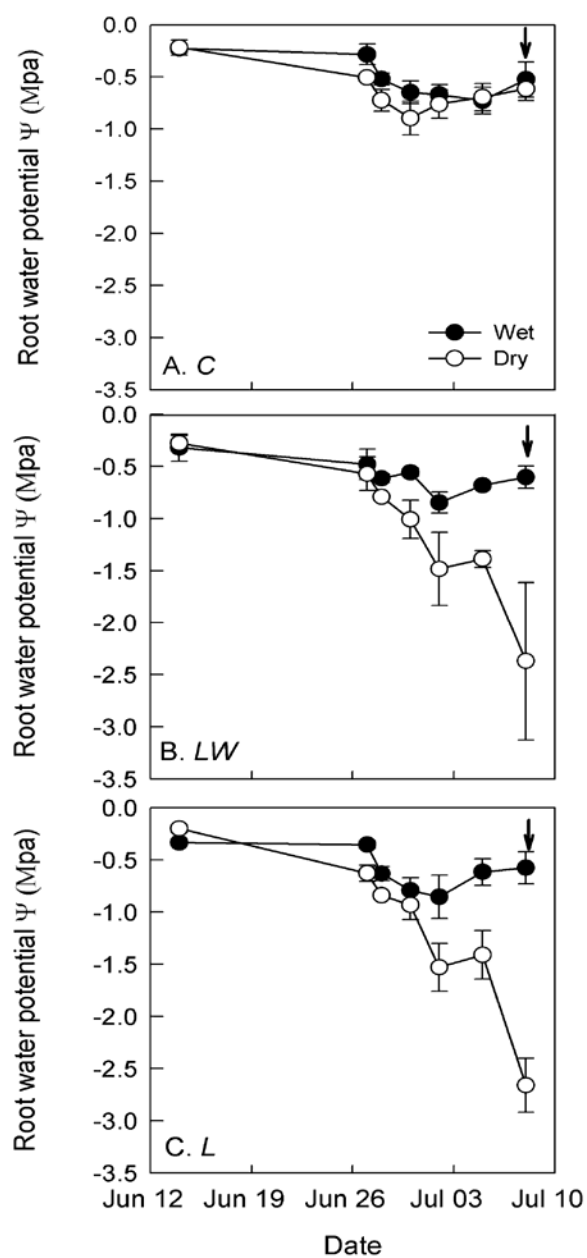 0.0
-0.5
-1.0
-1.5
-2.0
-2.5
-3.0
-3.5
Root water potential Ψ (Mpa)
Wet
Dry
A. C
0.0
-0.5
-1.0
-1.5
-2.0
-2.5
-3.0
-3.5
Root water potential Ψ (Mpa)
B. LW
0.0
-0.5
-1.0
-1.5
-2.0
-2.5
-3.0
-3.5
Root water potential Ψ (Mpa)
C. L
Jun 12 Jun 19 Jun 26 Jul 03 Jul 10
Date